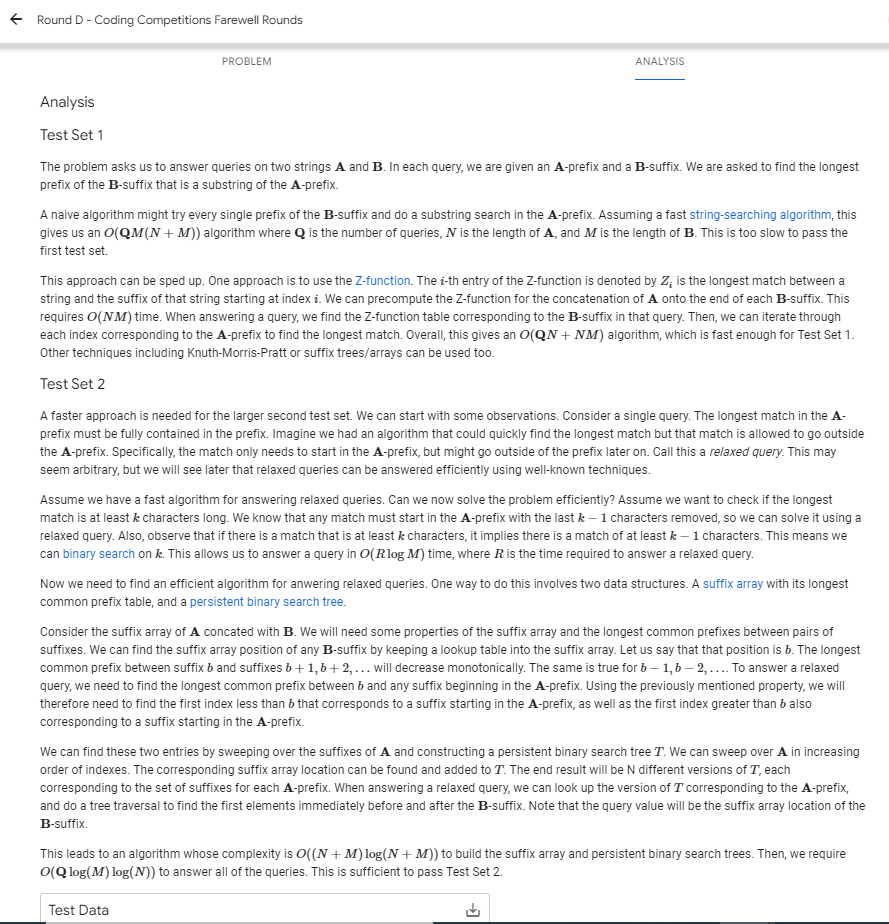 Round D - Coding Competitions Farewell Rounds
PROBLEM
ANALYSIS
Analysis
Test Set 1
The problem asks us to answer queries on two strings A and B. In each query, we are given an A-prefix and a B-suffix. We are asked to find the longest
prefix of the B-suffix that is a substring of the A-prefix.
A naive algorithm might try every single prefix of the B-suffix and do a substring search in the A-prefix. Assuming a fast string-searching algorithm, this
gives us an O(QM(N + M)) algorithm where Q is the number of queries, N is the length of A, and M is the length of B. This is too slow to pass the
first test set.
This approach can be sped up. One approach is to use the Z-function. The i-th entry of the Z-function is denoted by Zᵢ is the longest match between a
string and the suffix of that string starting at index i. We can precompute the Z-function for the concatenation of A onto the end of each B-suffix. This
requires O(NM) time. When answering a query, we find the Z-function table corresponding to the B-suffix in that query. Then, we can iterate through
each index corresponding to the A-prefix to find the longest match. Overall, this gives an O(QN + NM) algorithm, which is fast enough for Test Set 1.
Other techniques including Knuth-Morris-Pratt or suffix trees/arrays can be used too.
Test Set 2
A faster approach is needed for the larger second test set. We can start with some observations. Consider a single query. The longest match in the A-
prefix must be fully contained in the prefix. Imagine we had an algorithm that could quickly find the longest match but that match is allowed to go outside
the A-prefix. Specifically, the match only needs to start in the A-prefix, but might go outside of the prefix later on. Call this a relaxed query. This may
seem arbitrary, but we will see later that relaxed queries can be answered efficiently using well-known techniques.
Assume we have a fast algorithm for answering relaxed queries. Can we now solve the problem efficiently? Assume we want to check if the longest
match is at least k characters long. We know that any match must start in the A-prefix with the last k − 1 characters removed, so we can solve it using a
relaxed query. Also, observe that if there is a match that is at least k characters, it implies there is a match of at least k − 1 characters. This means we
can binary search on k. This allows us to answer a query in O(R log M) time, where R is the time required to answer a relaxed query.
Now we need to find an efficient algorithm for anwering relaxed queries. One way to do this involves two data structures. A suffix array with its longest
common prefix table, and a persistent binary search tree.
Consider the suffix array of A concated with B. We will need some properties of the suffix array and the longest common prefixes between pairs of
suffixes. We can find the suffix array position of any B-suffix by keeping a lookup table into the suffix array. Let us say that that position is b. The longest
common prefix between suffix b and suffixes b + 1, b + 2, ... will decrease monotonically. The same is true for b − 1, b − 2, .... To answer a relaxed
query, we need to find the longest common prefix between b and any suffix beginning in the A-prefix. Using the previously mentioned property, we will
therefore need to find the first index less than b that corresponds to a suffix starting in the A-prefix, as well as the first index greater than b also
corresponding to a suffix starting in the A-prefix.
We can find these two entries by sweeping over the suffixes of A and constructing a persistent binary search tree T. We can sweep over A in increasing
order of indexes. The corresponding suffix array location can be found and added to T. The end result will be N different versions of T, each
corresponding to the set of suffixes for each A-prefix. When answering a relaxed query, we can look up the version of T corresponding to the A-prefix,
and do a tree traversal to find the first elements immediately before and after the B-suffix. Note that the query value will be the suffix array location of the
B-suffix.
This leads to an algorithm whose complexity is O((N + M) log(N + M)) to build the suffix array and persistent binary search trees. Then, we require
O(Q log(M) log(N)) to answer all of the queries. This is sufficient to pass Test Set 2.
Test Data